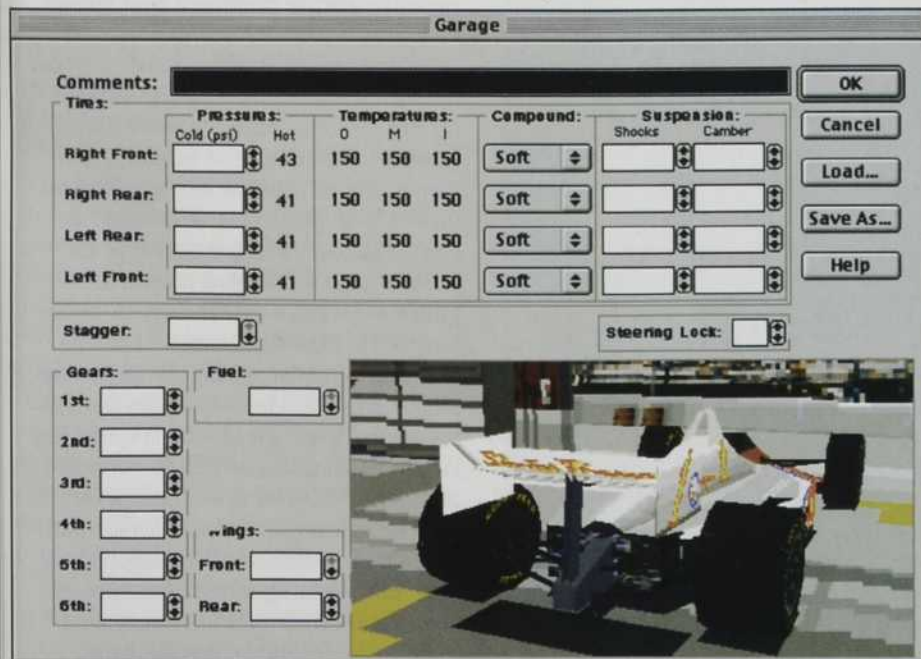 Garage
Comments:
OK
Tires:
Pressures: Temperatures: Compound: Suspension:
Cancel
Cold (psi) Hot O M I Shocks Camber
Right Front: 43 150 150 150 Soft
Load...
Right Rear: 41 150 150 150 Soft
Save As...
Left Rear: 41 150 150 150 Soft
Help
Left Front: 41 150 150 150 Soft
Stagger: Steering Lock:
Gears: Fuel:
1st:
2nd:
3rd:
4th:
Wings:
5th: Front:
6th: Rear: